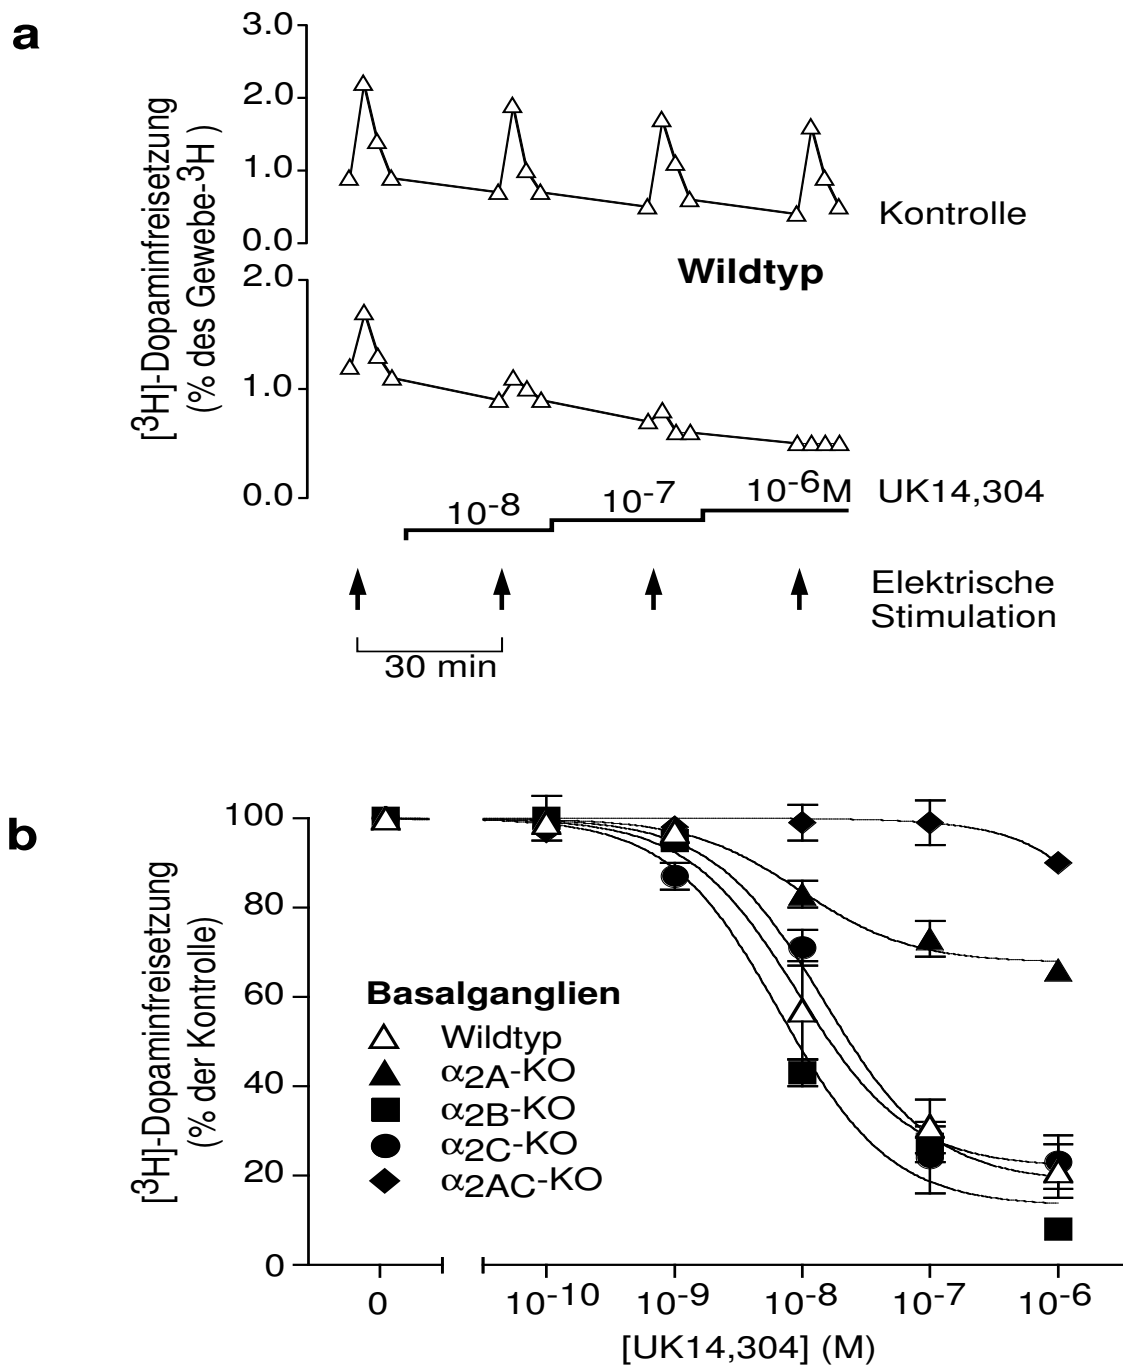 a
[³H]-Dopaminfreisetzung
(% des Gewebe-³H )
3.0
2.0
1.0
0.0
Kontrolle
Wildtyp
2.0
1.0
0.0
10⁻⁸
10⁻⁷
10⁻⁶M
UK14,304
Elektrische
Stimulation
30 min
b
[³H]-Dopaminfreisetzung
(% der Kontrolle)
100
80
60
40
20
0
Basalganglien
Wildtyp
α2A-KO
α2B-KO
α2C-KO
α2AC-KO
0
10⁻¹⁰
10⁻⁹
10⁻⁸
10⁻⁷
10⁻⁶
[UK14,304] (M)